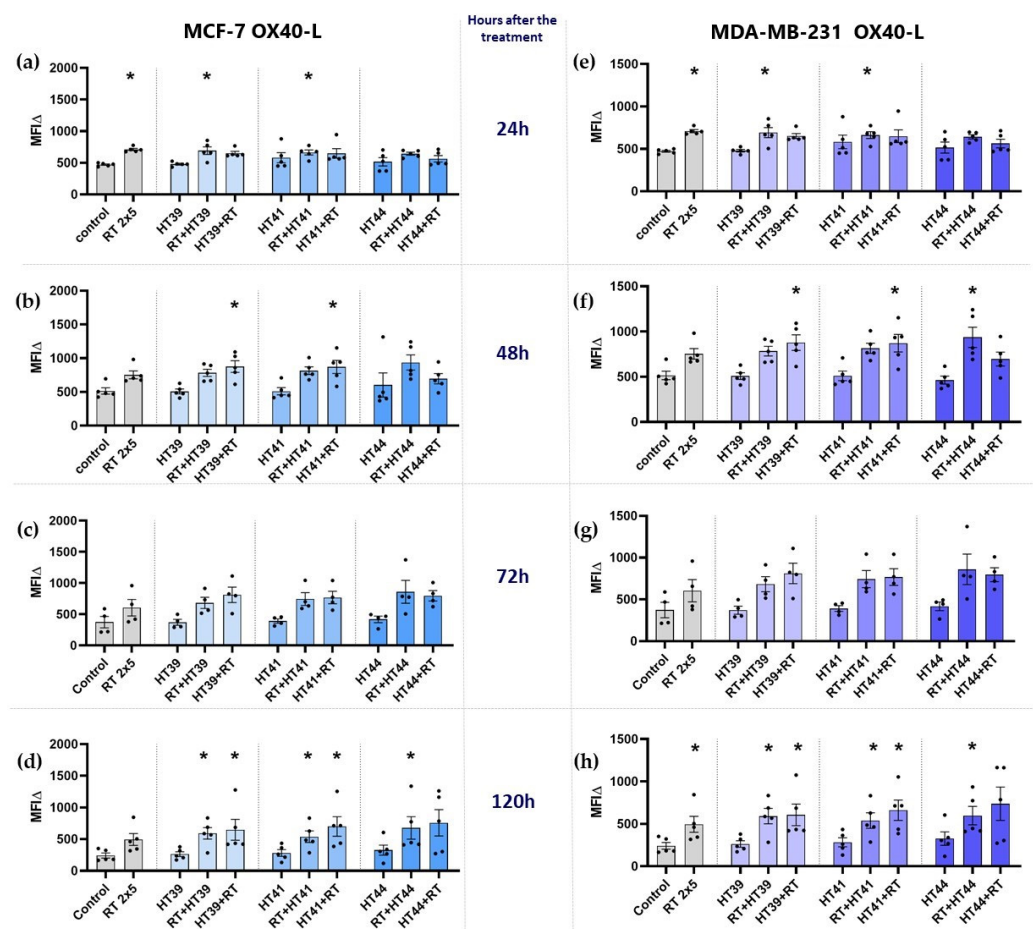 MCF-7 OX40-L
Hours after the
treatment
MDA-MB-231 OX40-L
(a)
MFIΔ
2000
1500
1000
500
0
* * *
control
RT 2x5
HT39
RT+HT39
HT39+RT
HT41
RT+HT41
HT41+RT
HT44
RT+HT44
HT44+RT
24h
(e)
MFIΔ
1500
1000
500
0
* * *
control
RT 2x5
HT39
RT+HT39
HT39+RT
HT41
RT+HT41
HT41+RT
HT44
RT+HT44
HT44+RT
(b)
MFIΔ
2000
1500
1000
500
0
* *
control
RT 2x5
HT39
RT+HT39
HT39+RT
HT41
RT+HT41
HT41+RT
HT44
RT+HT44
HT44+RT
48h
(f)
MFIΔ
1500
1000
500
0
* * *
control
RT 2x5
HT39
RT+HT39
HT39+RT
HT41
RT+HT41
HT41+RT
HT44
RT+HT44
HT44+RT
(c)
MFIΔ
2000
1500
1000
500
0
Control
RT 2x5
HT39
RT+HT39
HT39+RT
HT41
RT+HT41
HT41+RT
HT44
RT+HT44
HT44+RT
72h
(g)
MFIΔ
1500
1000
500
0
Control
RT 2x5
HT39
RT+HT39
HT39+RT
HT41
RT+HT41
HT41+RT
HT44
RT+HT44
HT44+RT
(d)
MFIΔ
2000
1500
1000
500
0
* * * * *
Control
RT 2x5
HT39
RT+HT39
HT39+RT
HT41
RT+HT41
HT41+RT
HT44
RT+HT44
HT44+RT
120h
(h)
MFIΔ
1500
1000
500
0
* * * * * *
Control
RT 2x5
HT39
RT+HT39
HT39+RT
HT41
RT+HT41
HT41+RT
HT44
RT+HT44
HT44+RT